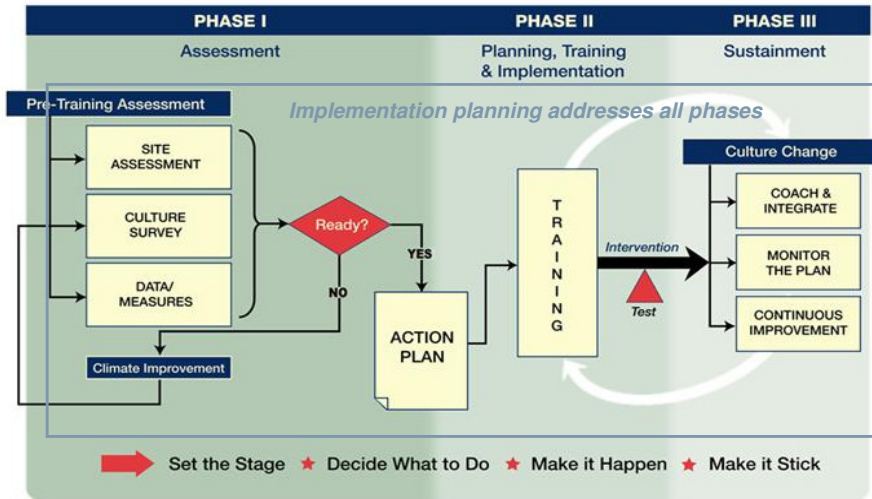 PHASE I
PHASE II
PHASE III
Assessment
Planning, Training
& Implementation
Sustainment
Implementation planning addresses all phases
Pre-Training Assessment
SITE
ASSESSMENT
CULTURE
SURVEY
DATA/
MEASURES
Climate Improvement
Ready?
YES
NO
ACTION
PLAN
TRAINING
Intervention
Test
Culture Change
COACH &
INTEGRATE
MONITOR
THE PLAN
CONTINUOUS
IMPROVEMENT
Set the Stage ★ Decide What to Do ★ Make it Happen ★ Make it Stick